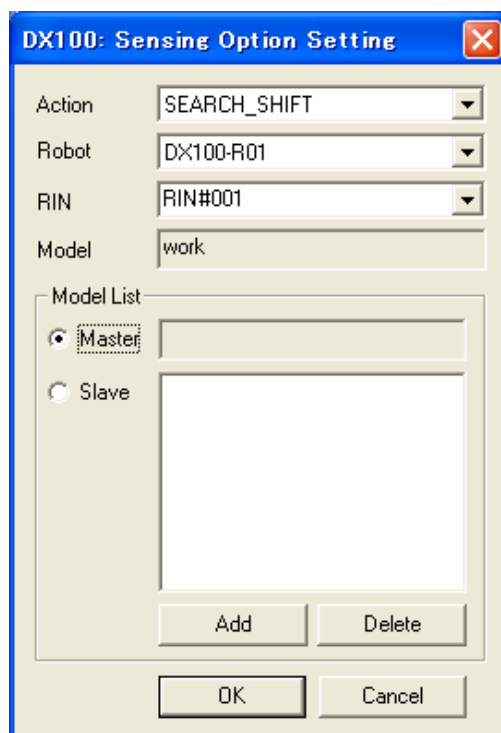 DX100: Sensing Option Setting
Action SEARCH_SHIFT
Robot DX100-R01
RIN RIN#001
Model work
Model List
Master
Slave
Add Delete
OK Cancel